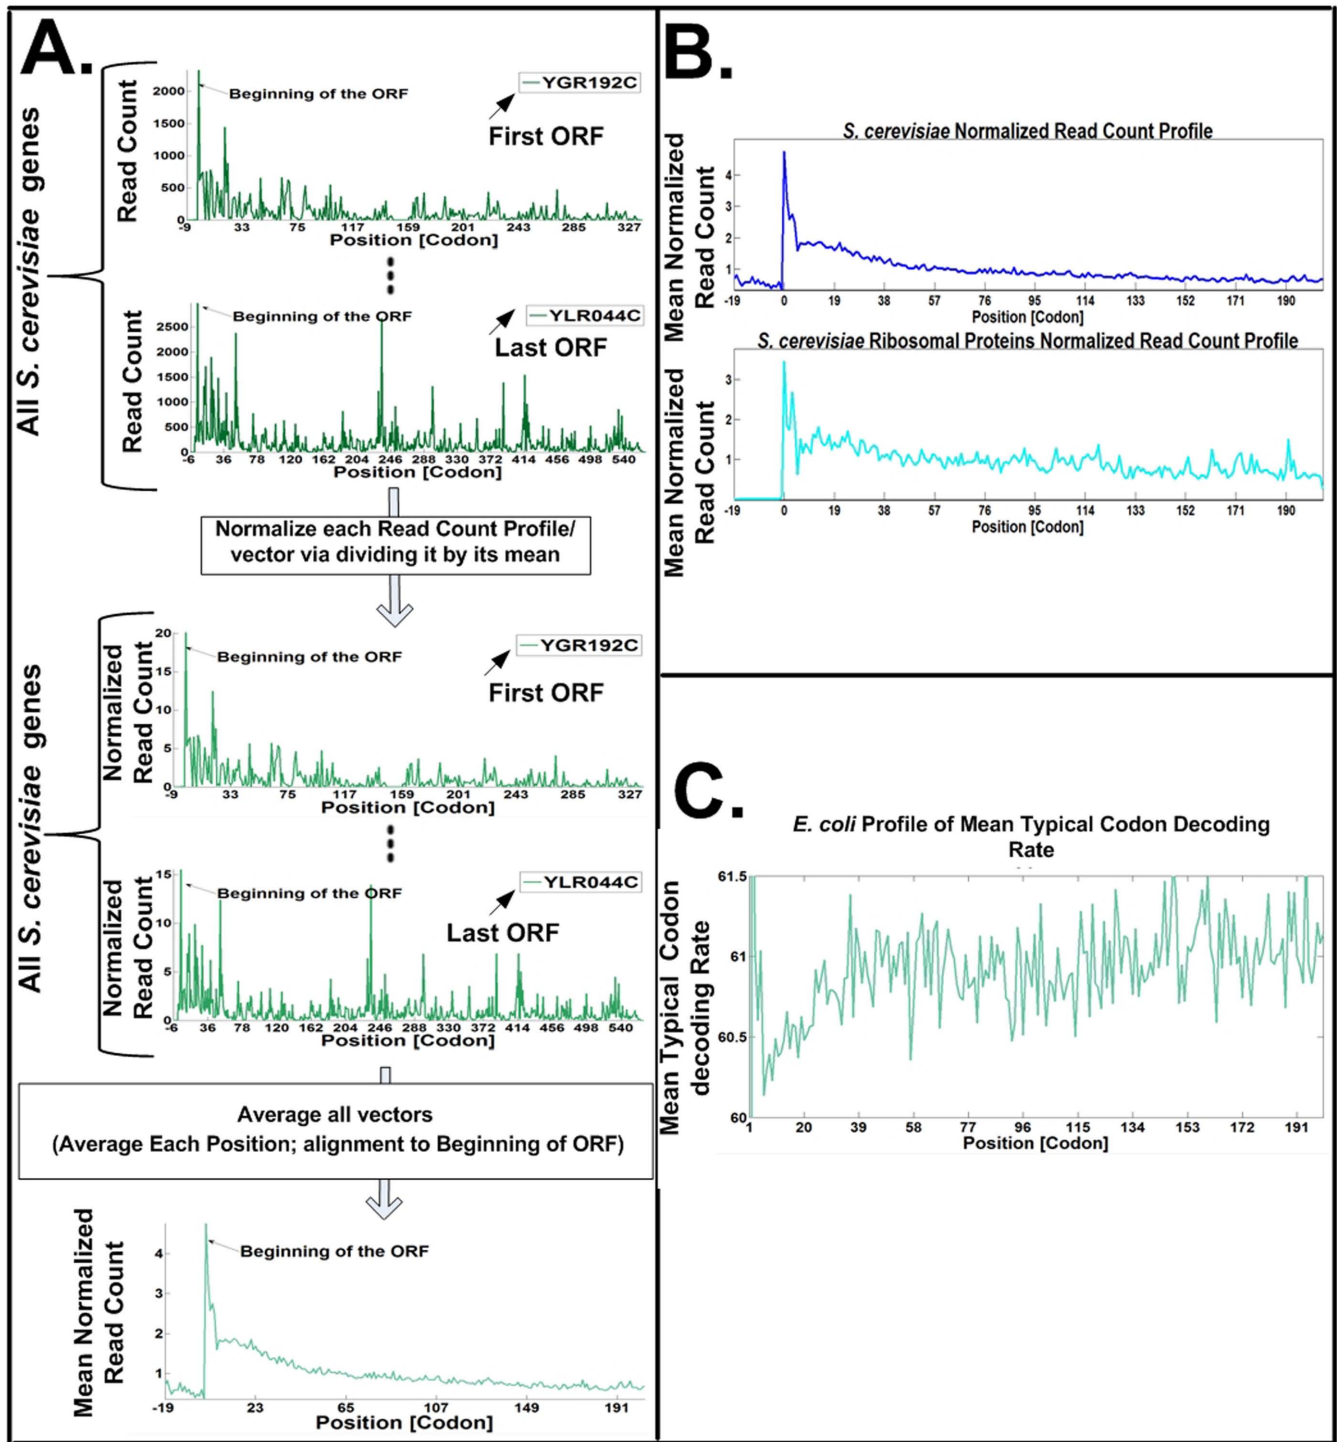 A.
All S. cerevisiae genes
Read Count
2000
1500
1000
500
0
Beginning of the ORF
YGR192C
First ORF
-9 33 75 117 159 201 243 285 327
Position [Codon]
Read Count
2500
2000
1500
1000
500
0
Beginning of the ORF
YLR044C
Last ORF
-6 36 78 120 162 204 246 288 330 372 414 456 498 540
Position [Codon]
Normalize each Read Count Profile/
vector via dividing it by its mean
All S. cerevisiae genes
Normalized
Read Count
20
15
10
5
0
Beginning of the ORF
YGR192C
First ORF
-9 33 75 117 159 201 243 285 327
Position [Codon]
Normalized
Read Count
15
10
5
0
Beginning of the ORF
YLR044C
Last ORF
-6 36 78 120 162 204 246 288 330 372 414 456 498 540
Position [Codon]
Average all vectors
(Average Each Position; alignment to Beginning of ORF)
Mean Normalized
Read Count
4
3
2
1
Beginning of the ORF
-19 23 65 107 149 191
Position [Codon]
B.
S. cerevisiae Normalized Read Count Profile
Mean Normalized
Read Count
4
3
2
1
-19 0 19 38 57 76 95 114 133 152 171 190
Position [Codon]
S. cerevisiae Ribosomal Proteins Normalized Read Count Profile
Mean Normalized
Read Count
3
2
1
-19 0 19 38 57 76 95 114 133 152 171 190
Position [Codon]
C.
E. coli Profile of Mean Typical Codon Decoding
Rate
Mean Typical Codon
decoding Rate
61.5
61
60.5
60
1 20 39 58 77 96 115 134 153 172 191
Position [Codon]